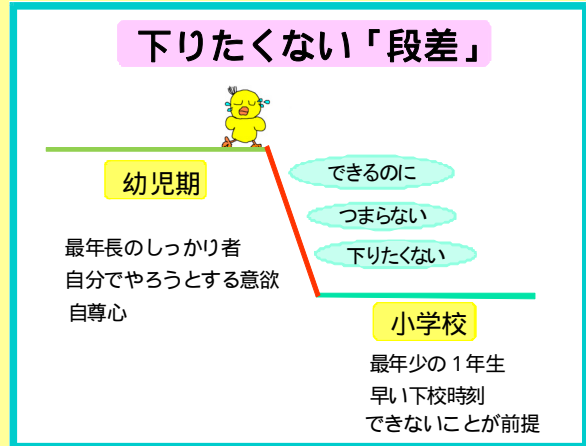 下りたくない「段差」
できるのに
幼児期
つまらない
最年長のしっかり者
下りたくない
自分でやろうとする意欲
自尊心
小学校
最年少の1年生
早い下校時刻
できないことが前提